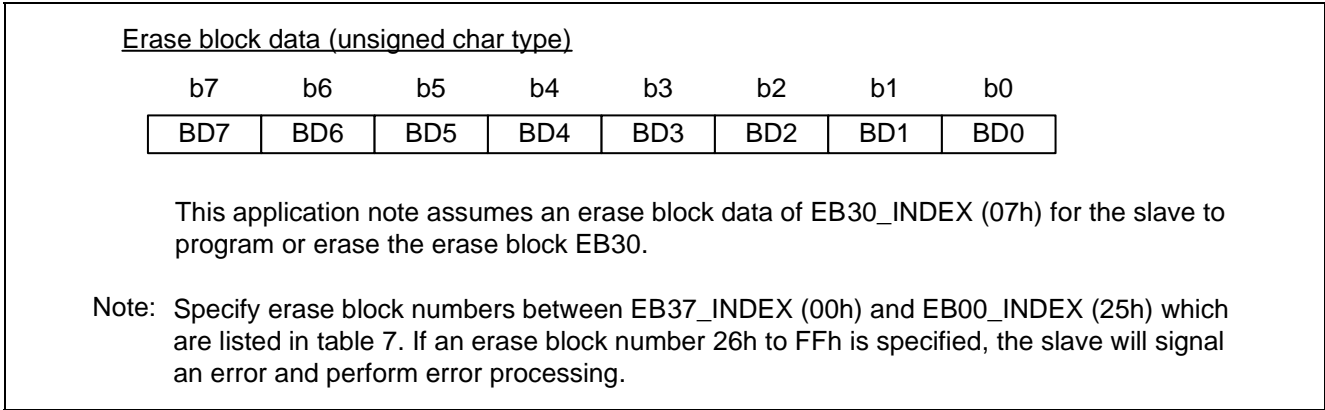 Erase block data (unsigned char type)
b7 b6 b5 b4 b3 b2 b1 b0
BD7 BD6 BD5 BD4 BD3 BD2 BD1 BD0
This application note assumes an erase block data of EB30_INDEX (07h) for the slave to
program or erase the erase block EB30.
Note: Specify erase block numbers between EB37_INDEX (00h) and EB00_INDEX (25h) which
are listed in table 7. If an erase block number 26h to FFh is specified, the slave will signal
an error and perform error processing.